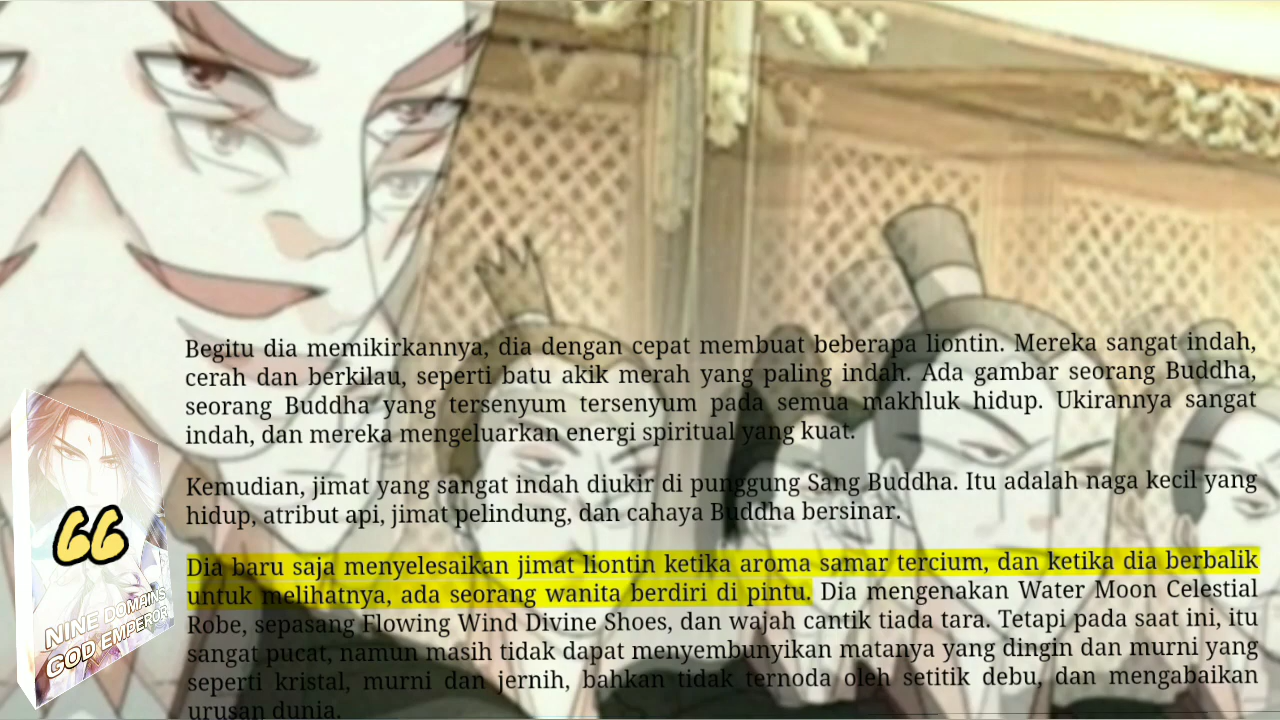 Begitu dia memikirkannya, dia dengan cepat membuat beberapa liontin. Mereka sangat indah,
cerah dan berkilau, seperti batu akik merah yang paling indah. Ada gambar seorang Buddha,
seorang Buddha yang tersenyum tersenyum pada semua makhluk hidup. Ukirannya sangat
indah, dan mereka mengeluarkan energi spiritual yang kuat.
Kemudian, jimat yang sangat indah diukir di punggung Sang Buddha. Itu adalah naga kecil yang
hidup, atribut api, jimat pelindung, dan cahaya Buddha bersinar.
Dia baru saja menyelesaikan jimat liontin ketika aroma samar tercium, dan ketika dia berbalik
untuk melihatnya, ada seorang wanita berdiri di pintu. Dia mengenakan Water Moon Celestial
Robe, sepasang Flowing Wind Divine Shoes, dan wajah cantik tiada tara. Tetapi pada saat ini, itu
sangat pucat, namun masih tidak dapat menyembunyikan matanya yang dingin dan murni yang
seperti kristal, murni dan jernih, bahkan tidak ternoda oleh setitik debu, dan mengabaikan
urusan dunia.
66
NINE DOMAINS
GOD EMPEROR